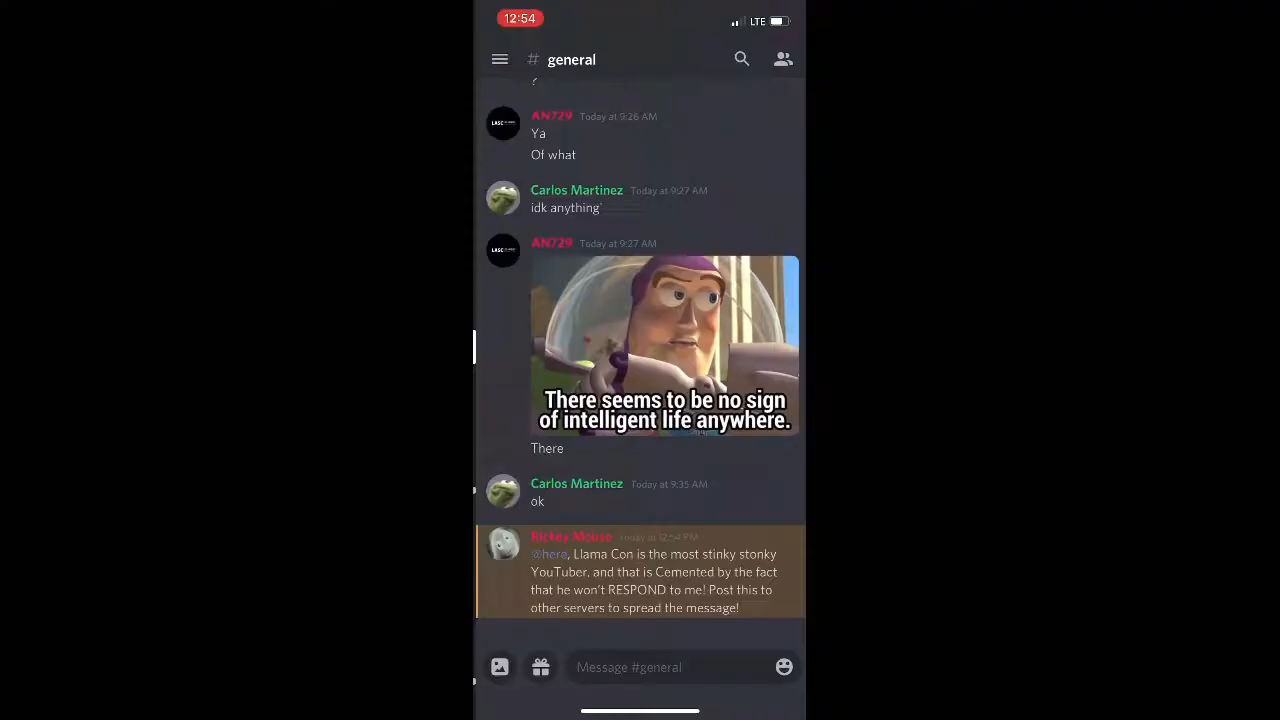 12:54
LTE
# general
?
AN729 Today at 9:26 AM
Ya
Of what
Carlos Martinez Today at 9:27 AM
idk anything`
AN729 Today at 9:27 AM
There seems to be no sign
of intelligent life anywhere.
There
Carlos Martinez Today at 9:35 AM
ok
Rickey Mouse Today at 12:54 PM
@here, Llama Con is the most stinky stonky
YouTuber, and that is Cemented by the fact
that he won't RESPOND to me! Post this to
other servers to spread the message!
Message #general